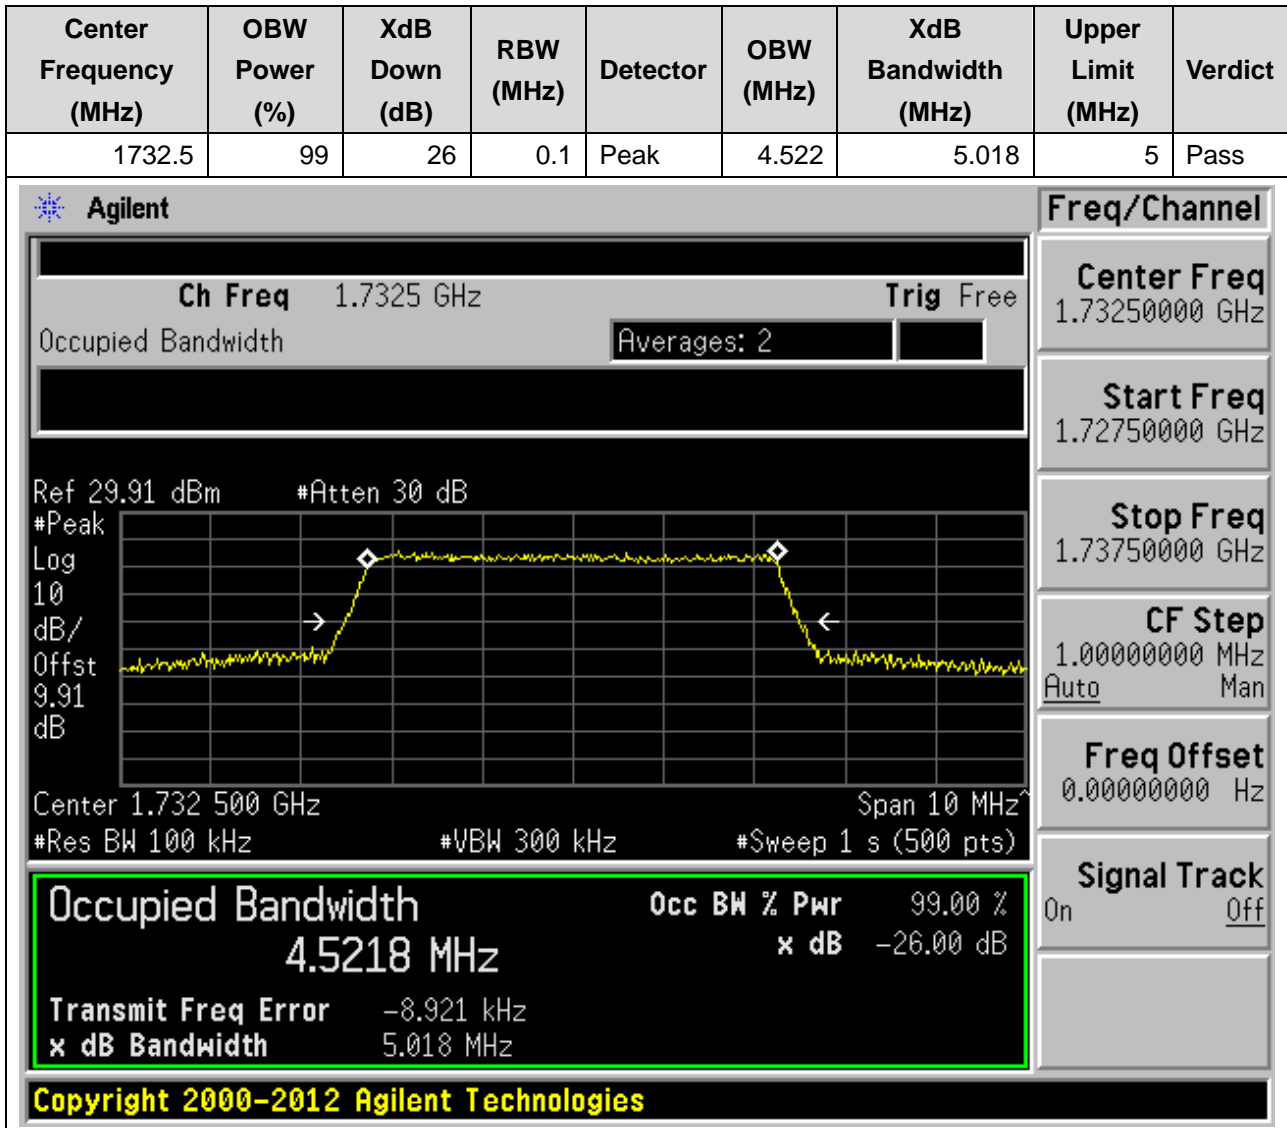 Center Frequency (MHz) OBW Power (%) XdB Down (dB) RBW (MHz) Detector OBW (MHz) XdB Bandwidth (MHz) Upper Limit (MHz) Verdict
1732.5 99 26 0.1 Peak 4.522 5.018 5 Pass
Agilent Freq/Channel
Ch Freq 1.7325 GHz Trig Free
Occupied Bandwidth Averages: 2
Center Freq
1.73250000 GHz
Start Freq
1.72750000 GHz
Stop Freq
1.73750000 GHz
CF Step
1.00000000 MHz
Auto Man
Freq Offset
0.00000000 Hz
Signal Track
On Off
Ref 29.91 dBm #Atten 30 dB
#Peak
Log
10
dB/
Offst
9.91
dB
Center 1.732 500 GHz Span 10 MHz^
#Res BW 100 kHz #VBW 300 kHz #Sweep 1 s (500 pts)
Occupied Bandwidth Occ BW % Pwr 99.00 %
4.5218 MHz x dB -26.00 dB
Transmit Freq Error -8.921 kHz
x dB Bandwidth 5.018 MHz
Copyright 2000-2012 Agilent Technologies